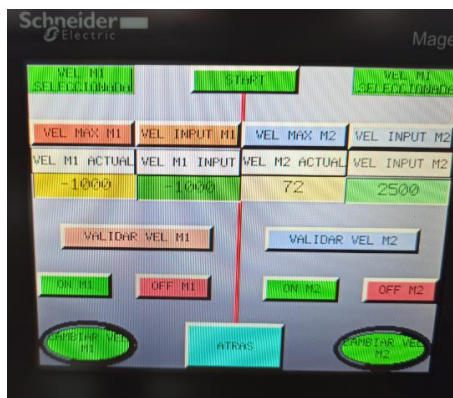 Schneider
Electric
Mage
VEL M1
SELECCIONADA
START
VEL M1
SELECCIONADA
VEL MAX M1
VEL INPUT M1
VEL MAX M2
VEL INPUT M2
VEL M1 ACTUAL
VEL M1 INPUT
VEL M2 ACTUAL
VEL INPUT M2
-1000
-1000
72
2500
VALIDAR VEL M1
VALIDAR VEL M2
ON M1
OFF M1
ON M2
OFF M2
CAMBIAR VEL
M1
ATRAS
CAMBIAR VEL
M2